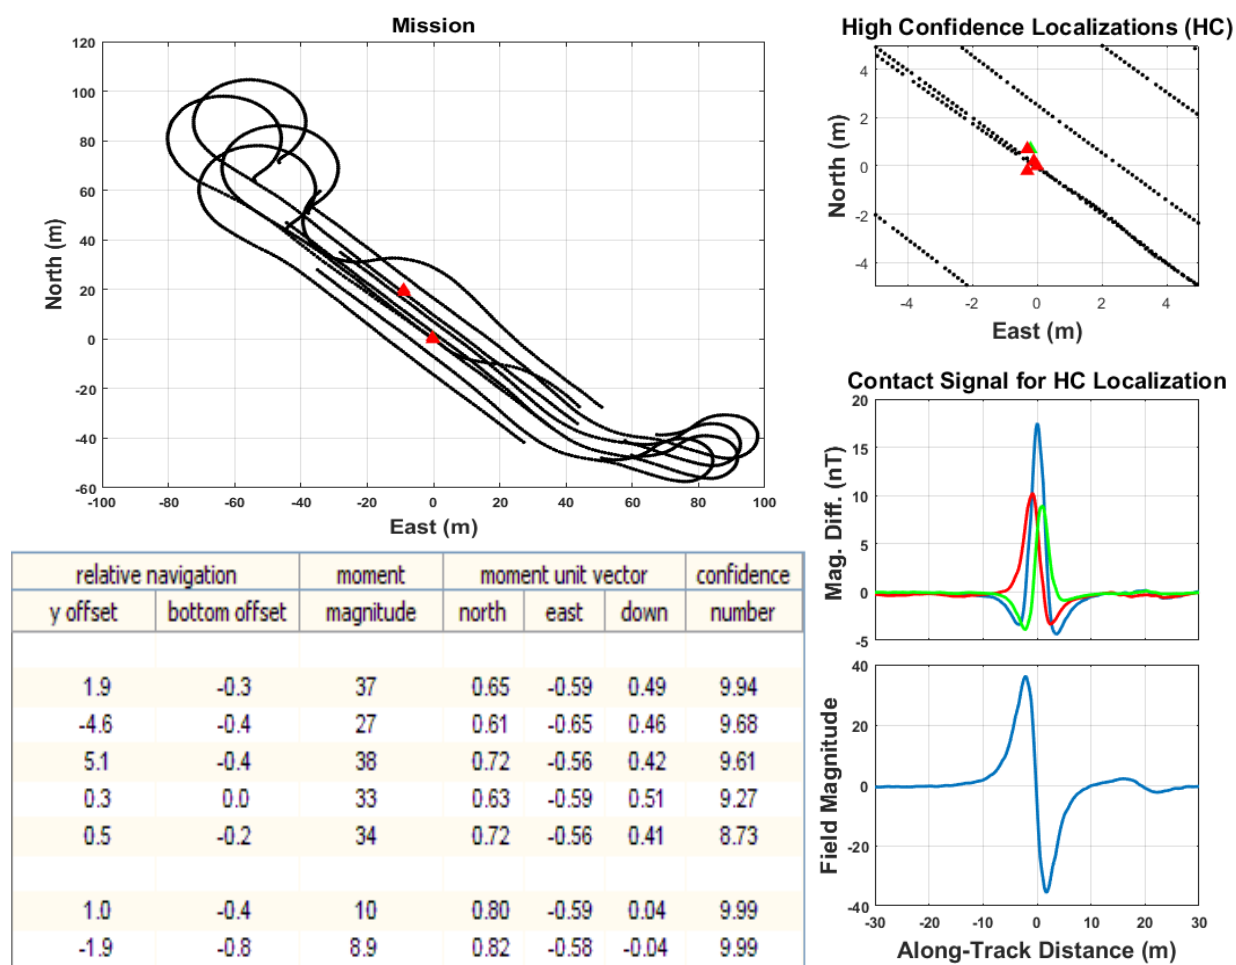 Mission
120
100
80
60
40
20
0
-20
-40
-60
-100 -80 -60 -40 -20 0 20 40 60 80 100
North (m)
East (m)
High Confidence Localizations (HC)
4
2
0
-2
-4
-4 -2 0 2 4
North (m)
East (m)
relative navigation moment moment unit vector confidence
y offset bottom offset magnitude north east down number
1.9 -0.3 37 0.65 -0.59 0.49 9.94
-4.6 -0.4 27 0.61 -0.65 0.46 9.68
5.1 -0.4 38 0.72 -0.56 0.42 9.61
0.3 0.0 33 0.63 -0.59 0.51 9.27
0.5 -0.2 34 0.72 -0.56 0.41 8.73
1.0 -0.4 10 0.80 -0.59 0.04 9.99
-1.9 -0.8 8.9 0.82 -0.58 -0.04 9.99
Contact Signal for HC Localization
20
15
10
5
0
-5
Mag. Diff. (nT)
40
20
0
-20
-40
Field Magnitude
-30 -20 -10 0 10 20 30
Along-Track Distance (m)